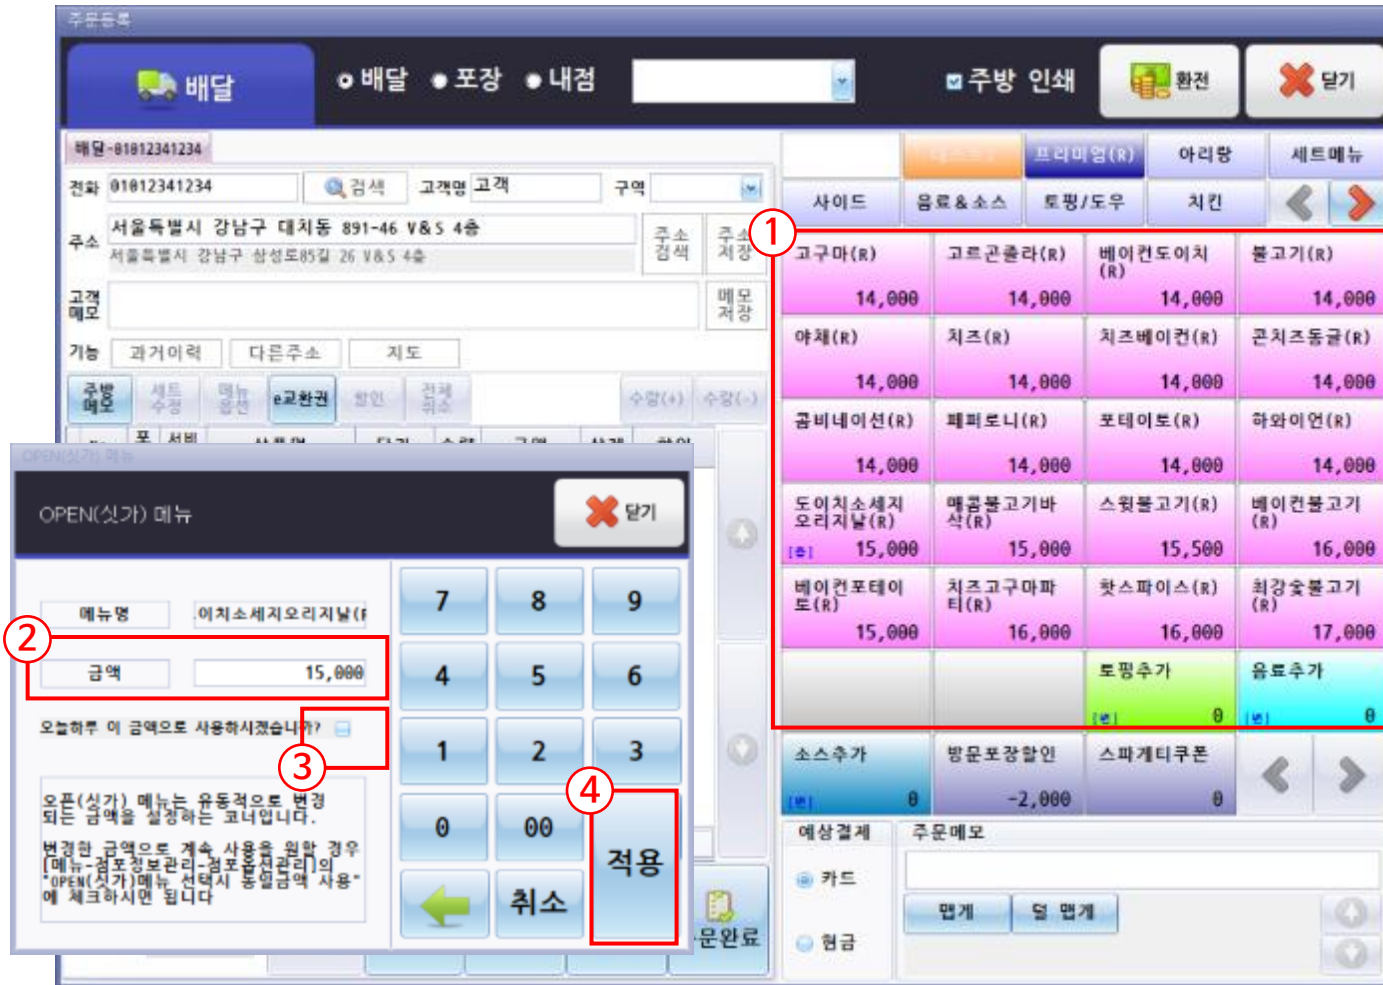 주문등록
배달
배달
포장
내점
주방 인쇄
환전
닫기
배달-01012341234
전화 01012341234 검색 고객명 고객 구역
주소 서울특별시 강남구 대치동 891-46 V&S 4층
서울특별시 강남구 삼성로85길 26 V&S 4층
주소 검색
주소 저장
고객 메모
메모 저장
기능 과거이력 다른주소 지도
주방 메모
세트 수정
메뉴 옵션
e교환권
할인
전체 취소
수량(+) 수량(-)
프리미엄(R)
아리랑
세트메뉴
사이드
음료&소스
토핑/도우
치킨
①
고구마(R) 14,000
고르곤졸라(R) 14,000
베이컨도이치(R) 14,000
불고기(R) 14,000
야채(R) 14,000
치즈(R) 14,000
치즈베이컨(R) 14,000
콘치즈동글(R) 14,000
콤비네이션(R) 14,000
페퍼로니(R) 14,000
포테이토(R) 14,000
하와이언(R) 14,000
도이치소세지오리지날(R) 15,000
매콤불고기바삭(R) 15,000
스윗불고기(R) 15,500
베이컨불고기(R) 16,000
베이컨포테이토(R) 15,000
치즈고구마파티(R) 16,000
핫스파이스(R) 16,000
최강숯불고기(R) 17,000
토핑추가 [변] 0
음료추가 [변] 0
소스추가 [변] 0
방문포장할인 -2,000
스파게티쿠폰 0
예상결제
카드
현금
주문메모
맵게
덜 맵게
문완료
OPEN(싯가) 메뉴
OPEN(싯가) 메뉴
닫기
메뉴명 이치소세지오리지날(R
②
금액 15,000
오늘하루 이 금액으로 사용하시겠습니까?
③
오픈(싯가) 메뉴는 유동적으로 변경
되는 금액을 설정하는 코너입니다.
변경한 금액으로 계속 사용을 원할 경우
[메뉴-점포정보관리-점포옵션관리]의
"OPEN(싯가)메뉴 선택시 동일금액 사용"
에 체크하시면 됩니다
7 8 9
4 5 6
1 2 3
④
0 00
적용
취소